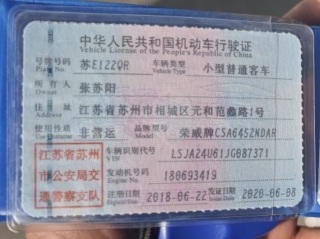 中华人民共和国机动车行驶证
Vehicle License of the People's Republic of China
号牌号码 Plate No. 苏E122QR 车辆类型 Vehicle Type 小型普通客车
所有人 Owner 张苏阳
住址 Address 江苏省苏州市相城区元和范蠡路1号
使用性质 Use Character 非营运 品牌型号 Model 荣威牌CSA6452NDAR
江苏省苏州市公安局交通警察支队
车辆识别代号 VIN LSJA24U61JG087371
发动机号码 Engine No. 180693419
注册日期 Register Date 2018-06-22 发证日期 Issue Date 2020-06-08